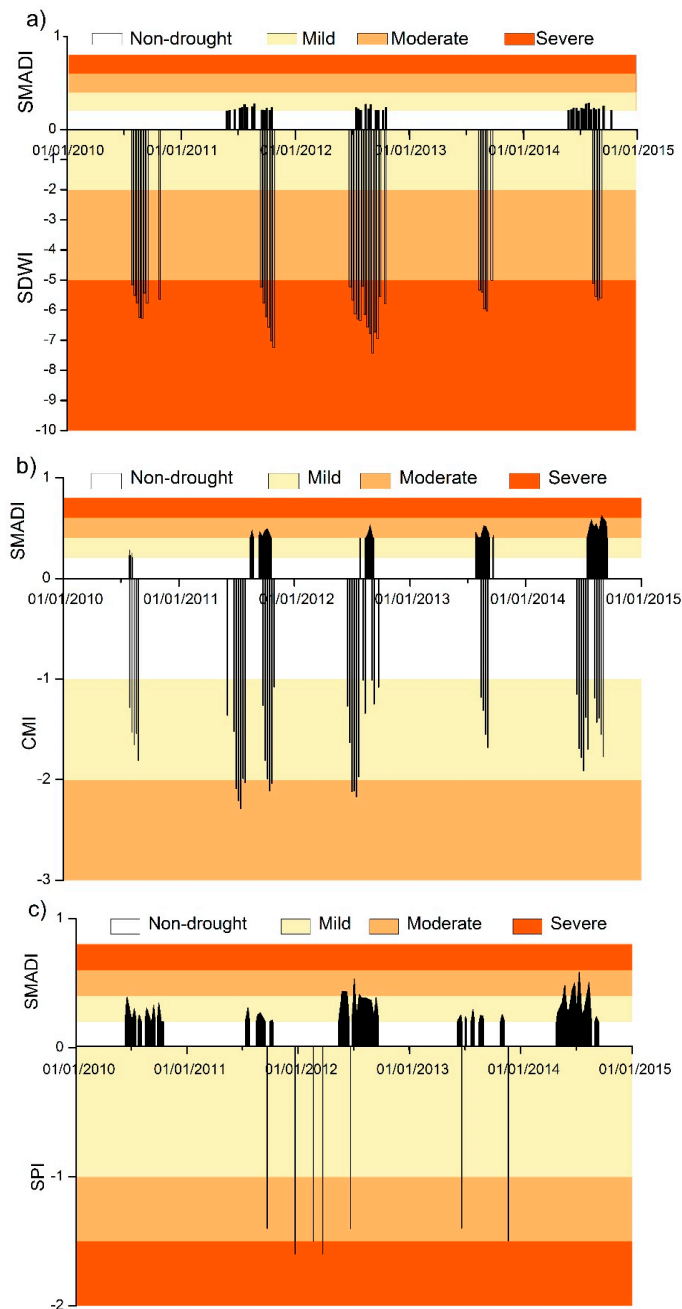 a)
Non-drought Mild Moderate Severe
1
SMADI
0
01/01/2010 01/01/2011 01/01/2012 01/01/2013 01/01/2014 01/01/2015
-1
-2
-3
-4
SDWI
-5
-6
-7
-8
-9
-10
b)
Non-drought Mild Moderate Severe
1
SMADI
0
01/01/2010 01/01/2011 01/01/2012 01/01/2013 01/01/2014 01/01/2015
-1
CMI
-2
-3
c)
Non-drought Mild Moderate Severe
1
SMADI
0
01/01/2010 01/01/2011 01/01/2012 01/01/2013 01/01/2014 01/01/2015
-1
SPI
-2